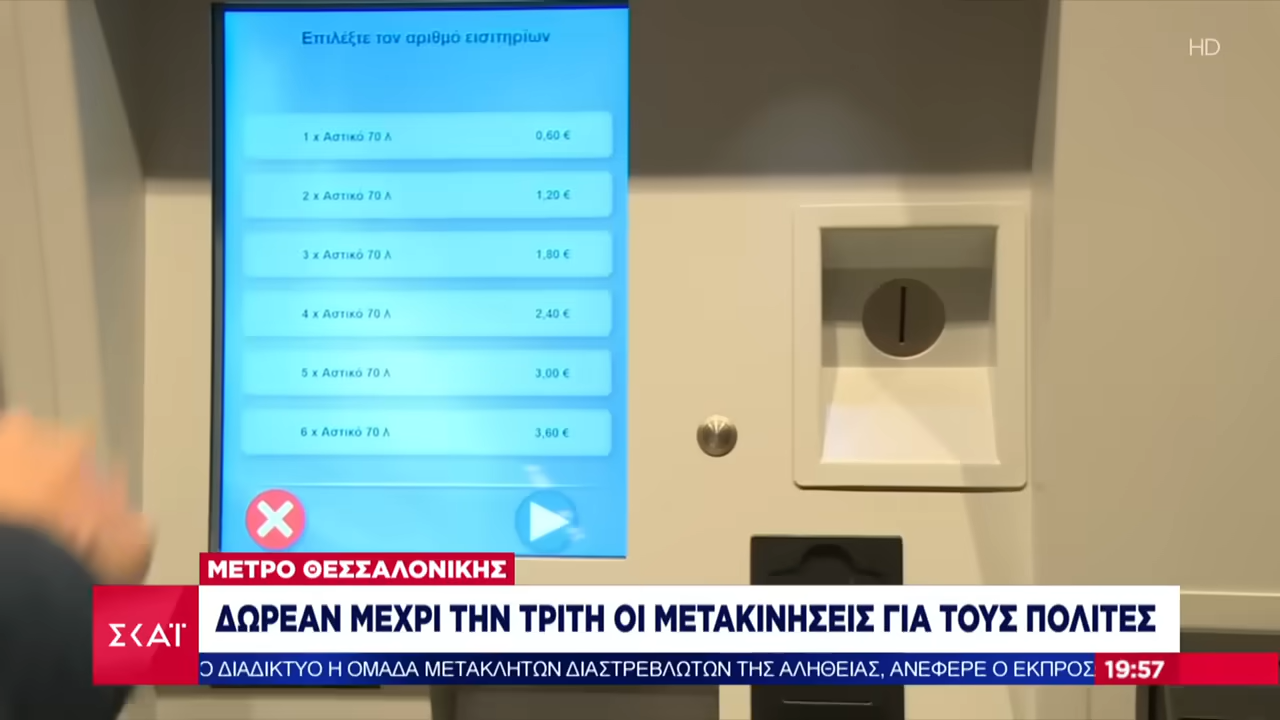 Επιλέξτε τον αριθμό εισιτηρίων
HD
1 x Αστικό 70 λ 0,60 €
2 x Αστικό 70 λ 1,20 €
3 x Αστικό 70 λ 1,80 €
4 x Αστικό 70 λ 2,40 €
5 x Αστικό 70 λ 3,00 €
6 x Αστικό 70 λ 3,60 €
ΜΕΤΡΟ ΘΕΣΣΑΛΟΝΙΚΗΣ
ΣΚΑΪ
ΔΩΡΕΑΝ ΜΕΧΡΙ ΤΗΝ ΤΡΙΤΗ ΟΙ ΜΕΤΑΚΙΝΗΣΕΙΣ ΓΙΑ ΤΟΥΣ ΠΟΛΙΤΕΣ
Ο ΔΙΑΔΙΚΤΥΟ Η ΟΜΑΔΑ ΜΕΤΑΚΛΗΤΩΝ ΔΙΑΣΤΡΕΒΛΩΤΩΝ ΤΗΣ ΑΛΗΘΕΙΑΣ, ΑΝΕΦΕΡΕ Ο ΕΚΠΡΟΣ 19:57